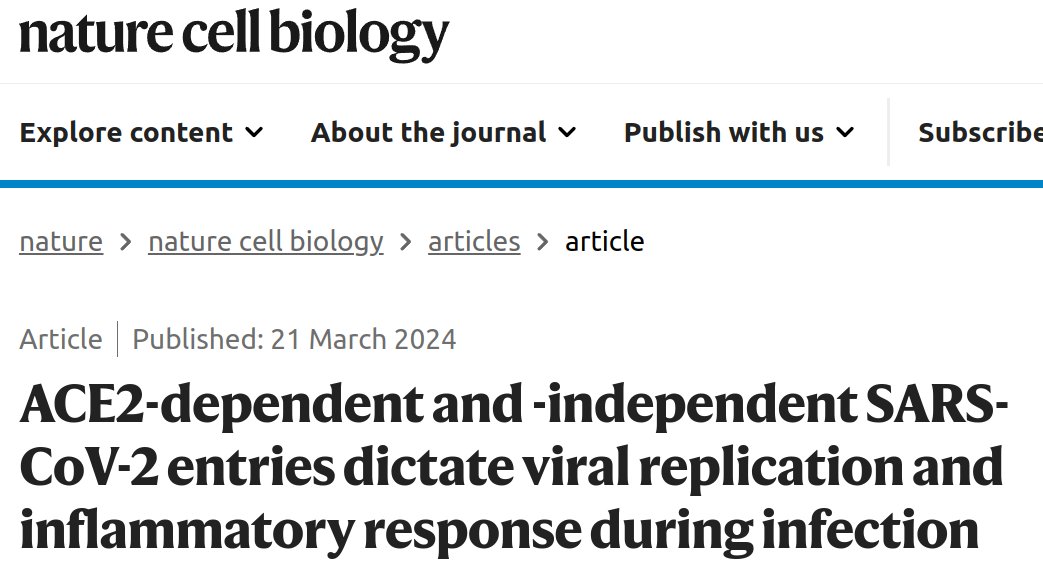 nature cell biology
Explore content About the journal Publish with us Subscribe
nature > nature cell biology > articles > article
Article | Published: 21 March 2024
ACE2-dependent and -independent SARS-
CoV-2 entries dictate viral replication and
inflammatory response during infection